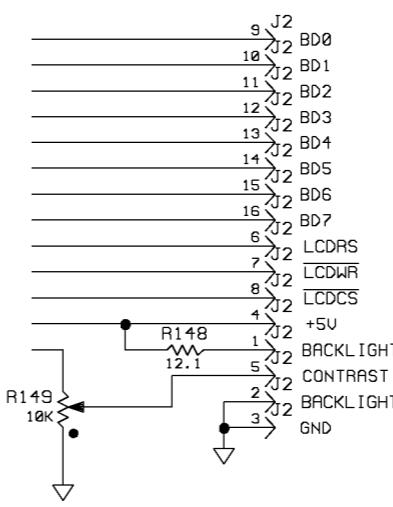 J2
9 J2 BD0
10 J2 BD1
11 J2 BD2
12 J2 BD3
13 J2 BD4
14 J2 BD5
15 J2 BD6
16 J2 BD7
6 J2 LCDRS
7 J2 LCDWR
8 J2 LCDCS
4 J2 +5V
R148 1 J2 BACKLIGHT
12.1 5 J2 CONTRAST
R149 2 J2 BACKLIGHT
10K 3 GND